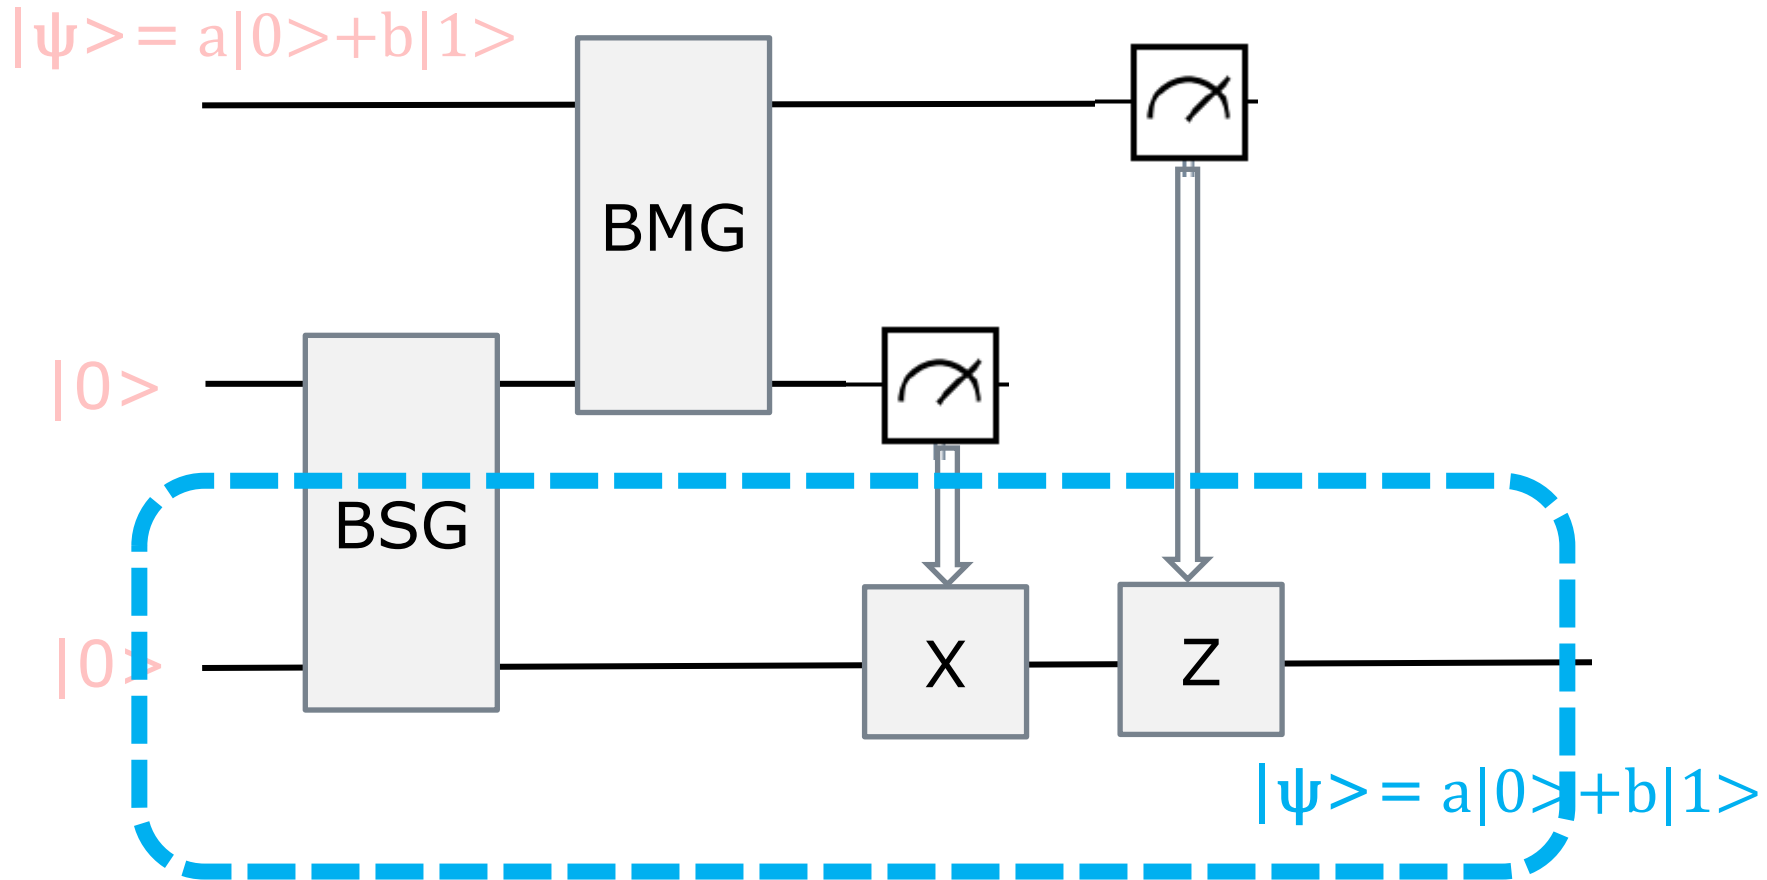 |ψ>= a|0>+b|1>
BMG
|0>
BSG
|0>
X
Z
|ψ>= a|0>+b|1>